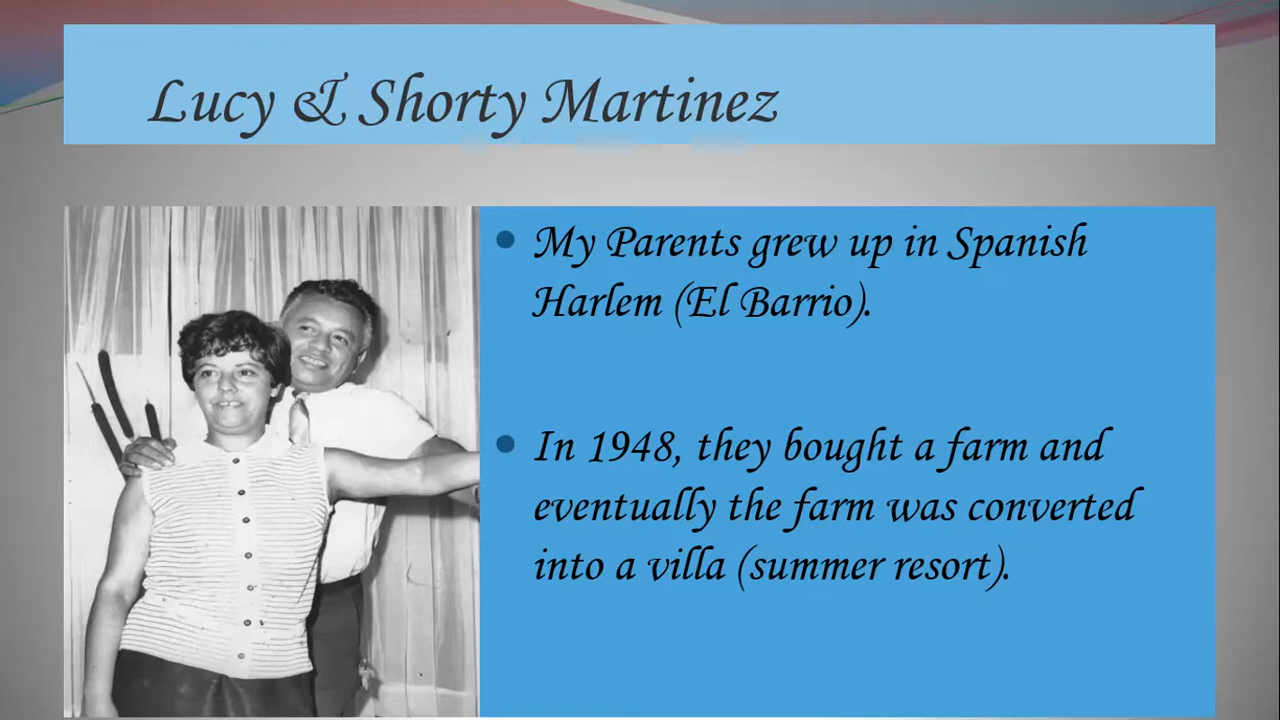 Lucy & Shorty Martinez
My Parents grew up in Spanish
Harlem (El Barrio).
In 1948, they bought a farm and
eventually the farm was converted
into a villa (summer resort).